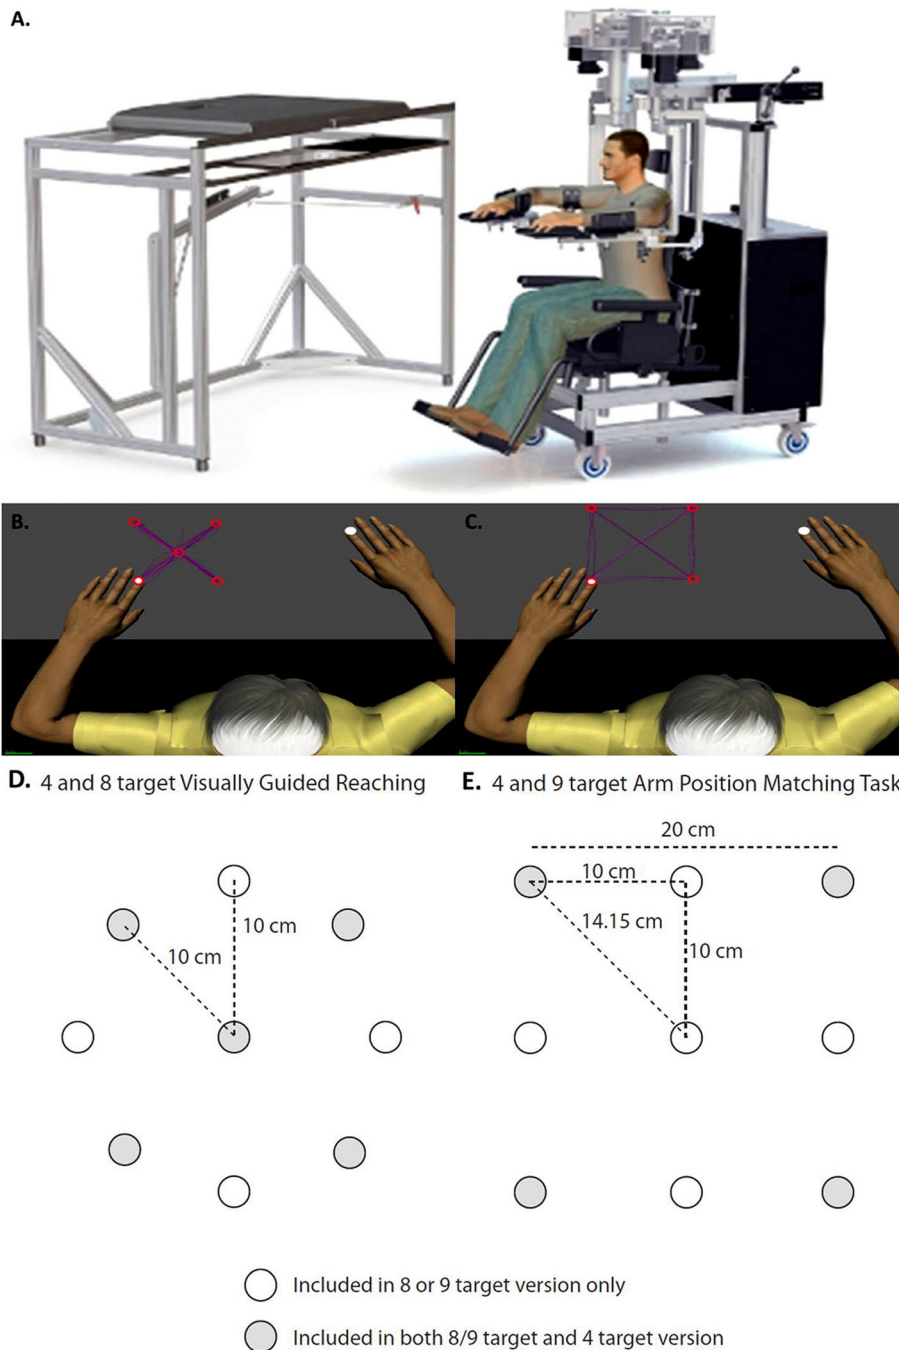 A.
B.
C.
D. 4 and 8 target Visually Guided Reaching
E. 4 and 9 target Arm Position Matching Task
20 cm
10 cm
14.15 cm
10 cm
10 cm
10 cm
Included in 8 or 9 target version only
Included in both 8/9 target and 4 target version